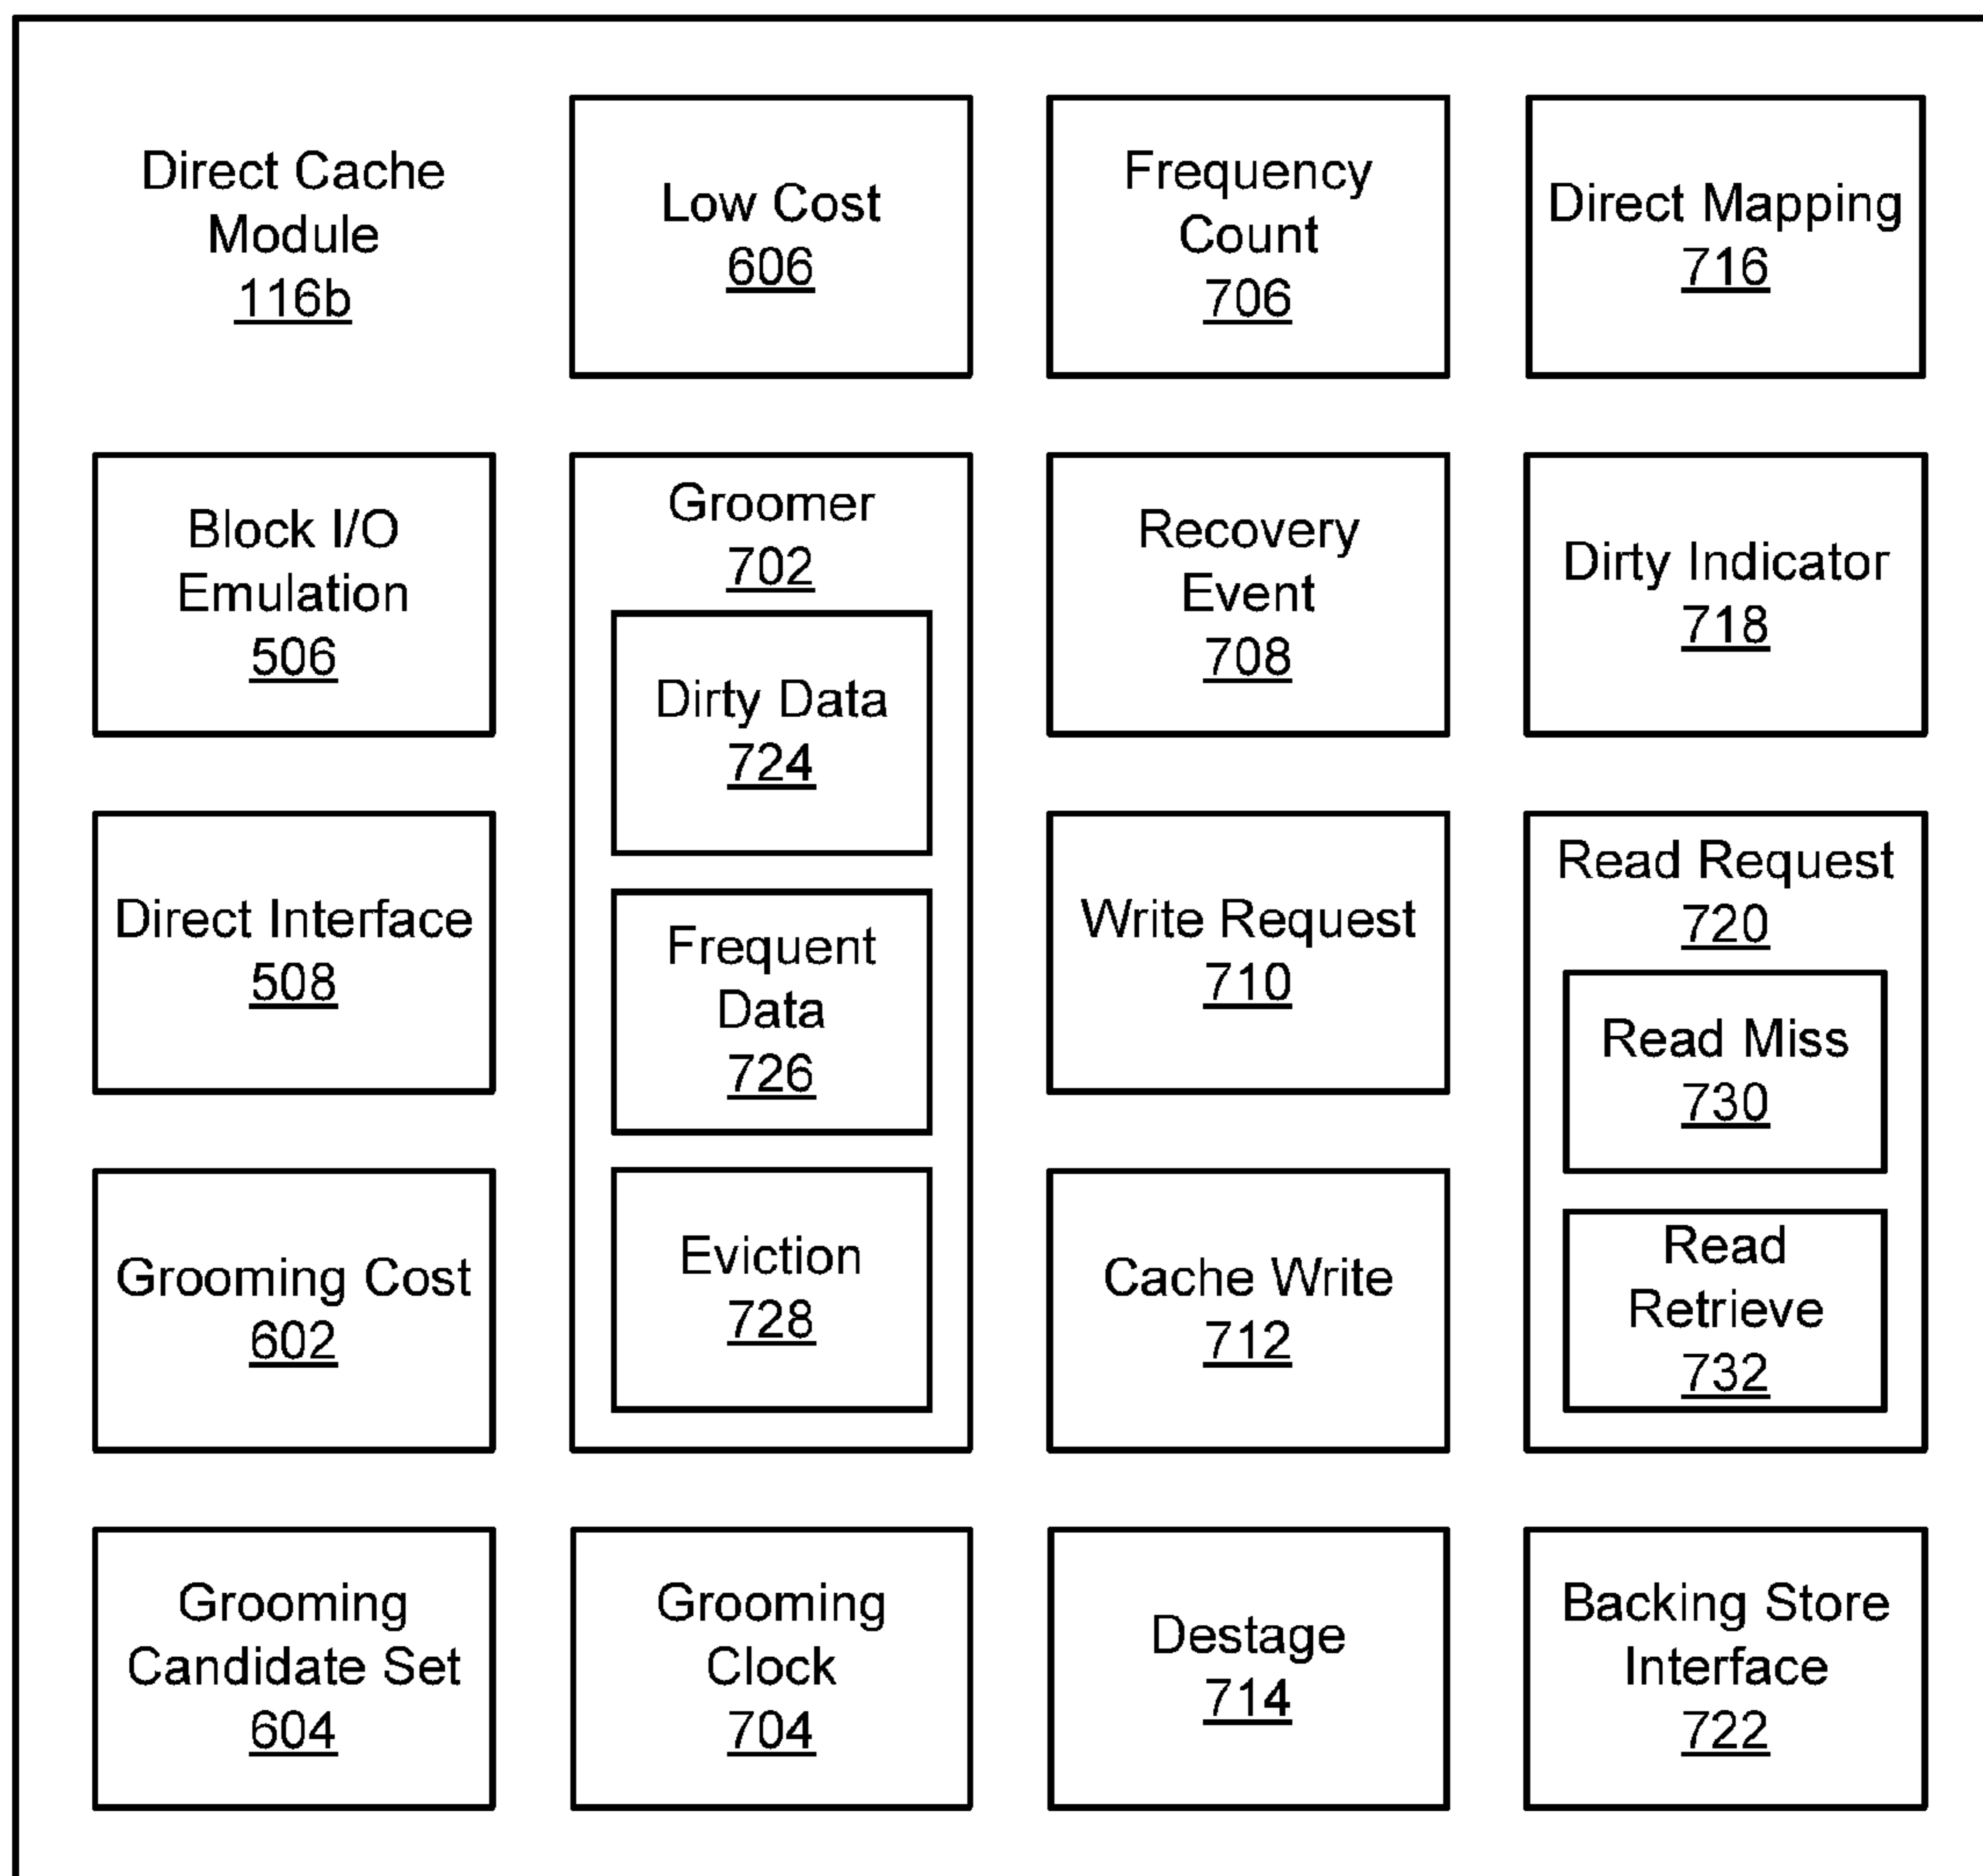 Direct Cache
Module
116b
Low Cost
606
Frequency
Count
706
Direct Mapping
716
Block I/O
Emulation
506
Groomer
702
Dirty Data
724
Frequent
Data
726
Eviction
728
Recovery
Event
708
Dirty Indicator
718
Direct Interface
508
Write Request
710
Read Request
720
Read Miss
730
Read
Retrieve
732
Grooming Cost
602
Cache Write
712
Grooming
Candidate Set
604
Grooming
Clock
704
Destage
714
Backing Store
Interface
722